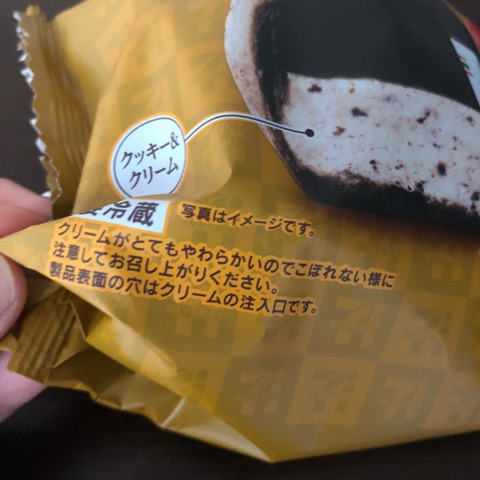 クッキー&
クリーム
要冷蔵
写真はイメージです。
クリームがとてもやわらかいのでこぼれない様に
注意してお召し上がりください。
製品表面の穴はクリームの注入口です。